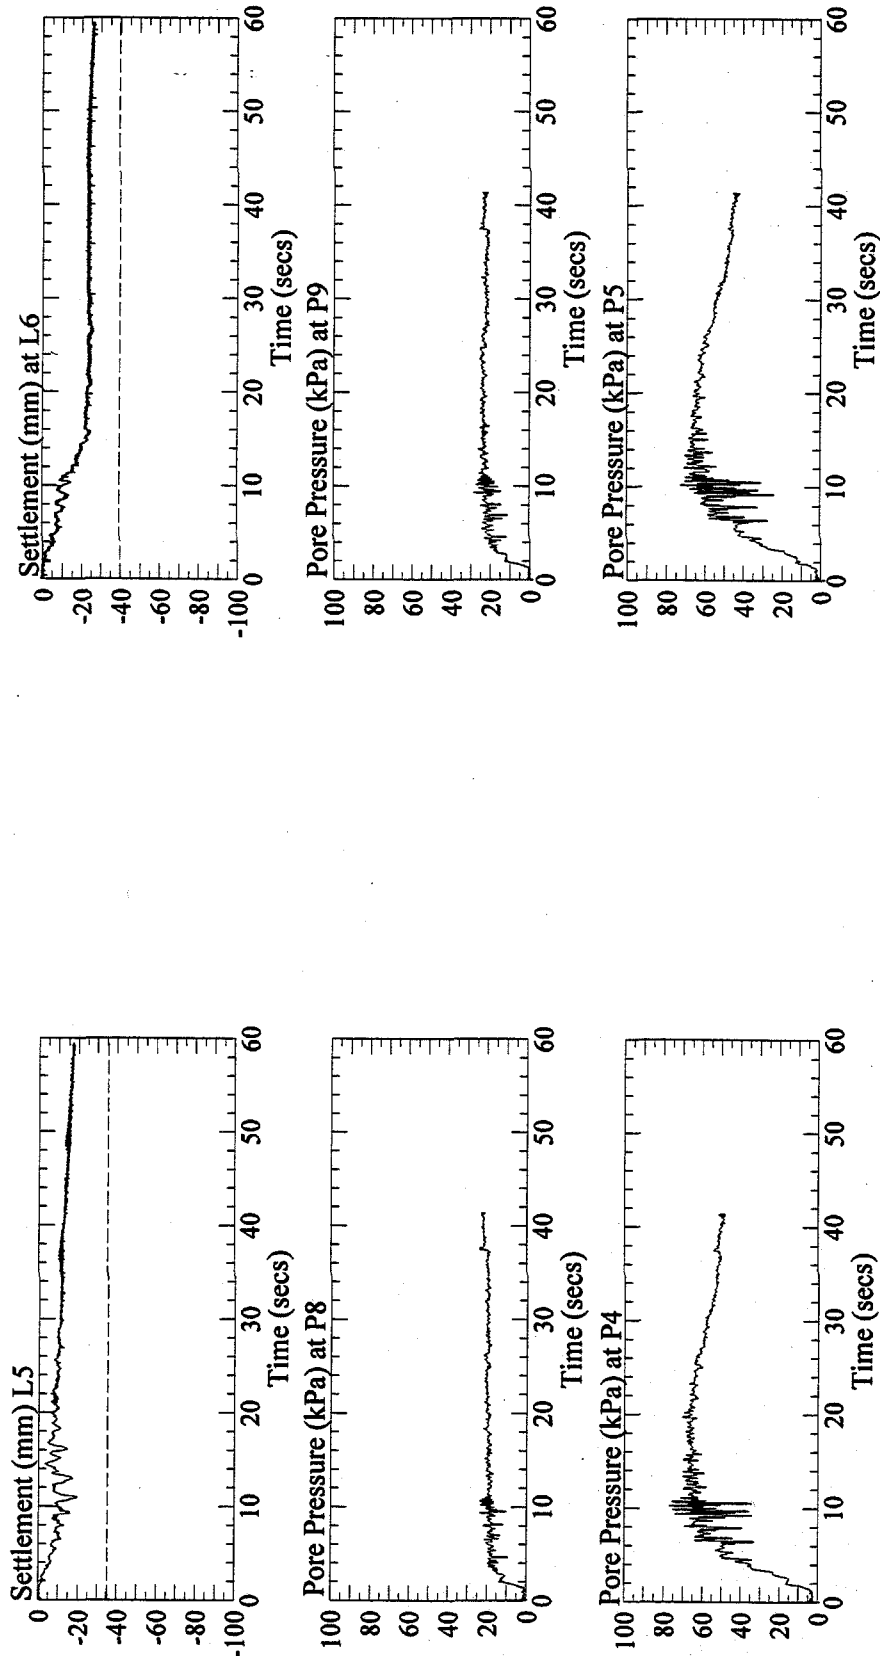 Settlement (mm) L5
0
-20
-40
-60
-80
-100
0 10 20 30 40 50 60
Time (secs)
Settlement (mm) at L6
0
-20
-40
-60
-80
-100
0 10 20 30 40 50 60
Time (secs)
Pore Pressure (kPa) at P8
100
80
60
40
20
0
0 10 20 30 40 50 60
Time (secs)
Pore Pressure (kPa) at P9
100
80
60
40
20
0
0 10 20 30 40 50 60
Time (secs)
Pore Pressure (kPa) at P4
100
80
60
40
20
0
0 10 20 30 40 50 60
Time (secs)
Pore Pressure (kPa) at P5
100
80
60
40
20
0
0 10 20 30 40 50 60
Time (secs)